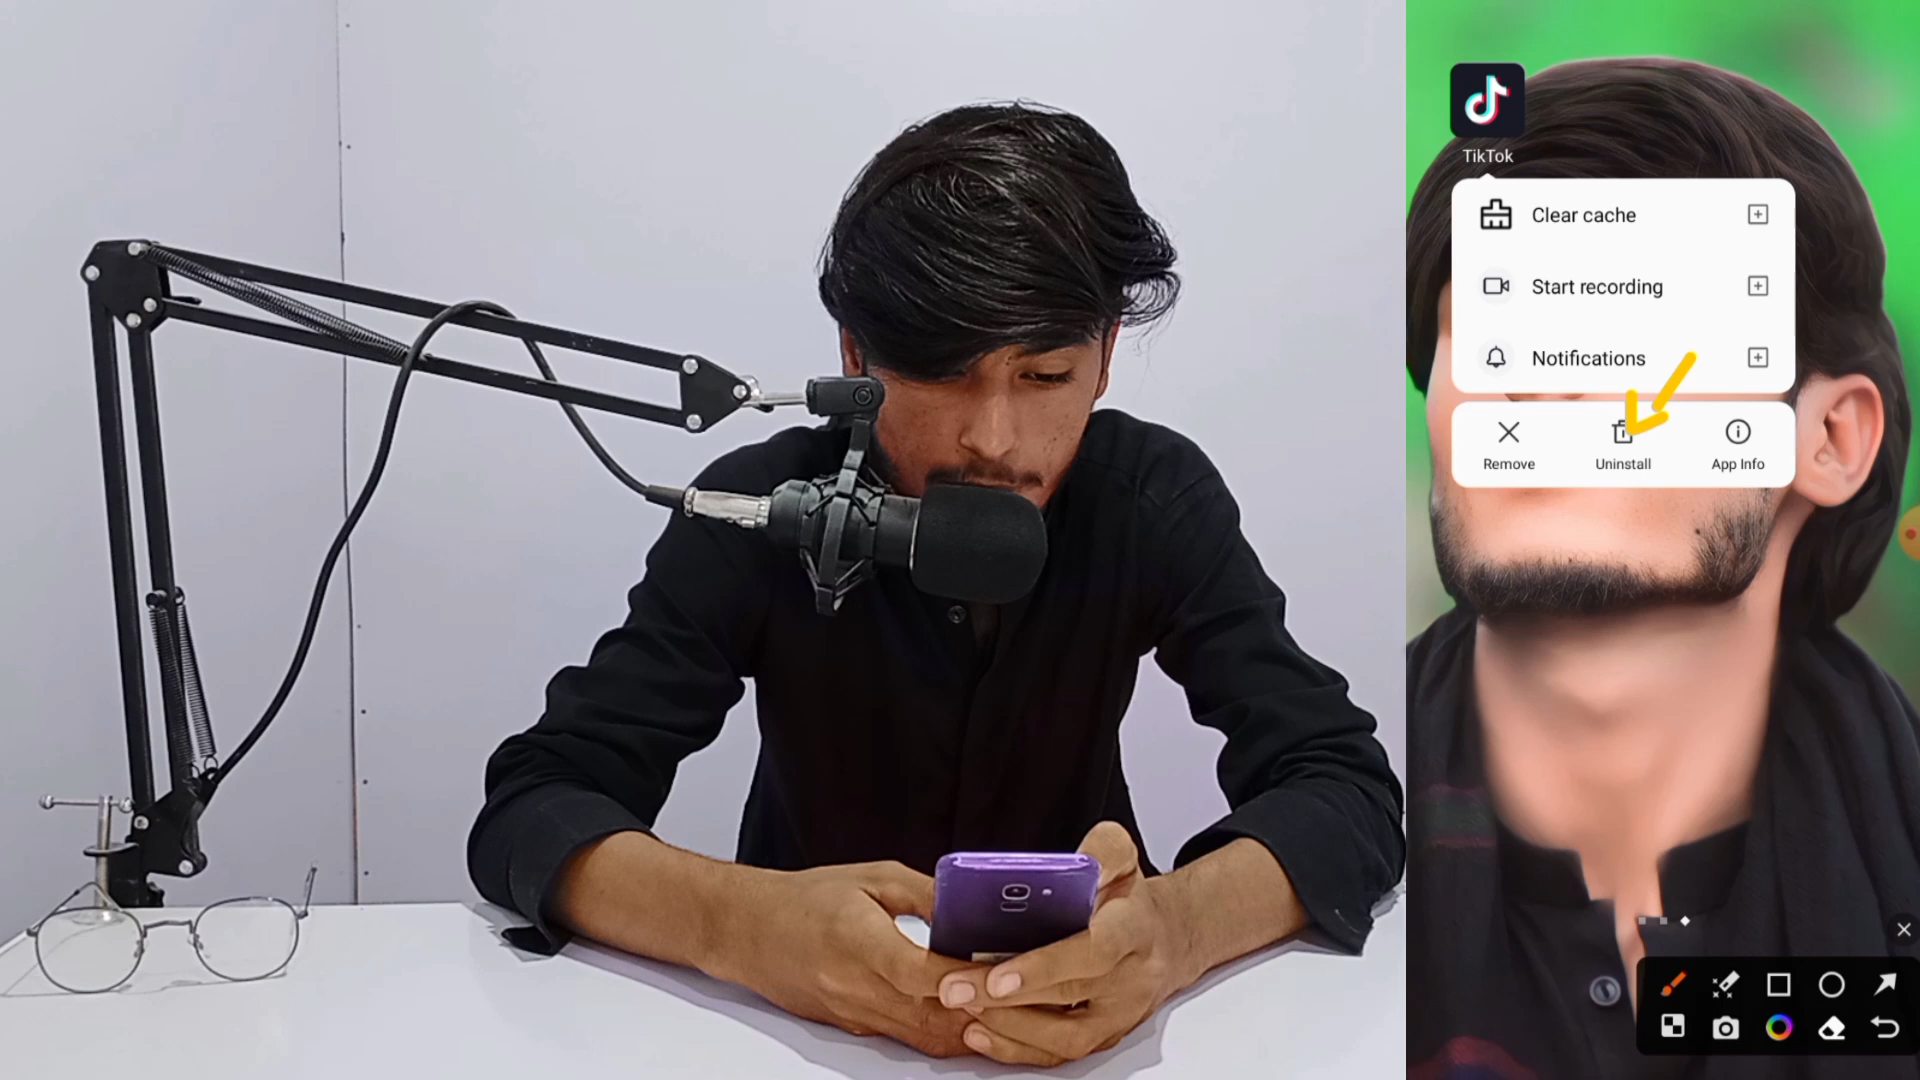 TikTok
Clear cache
Start recording
Notifications
Remove
Uninstall
App Info